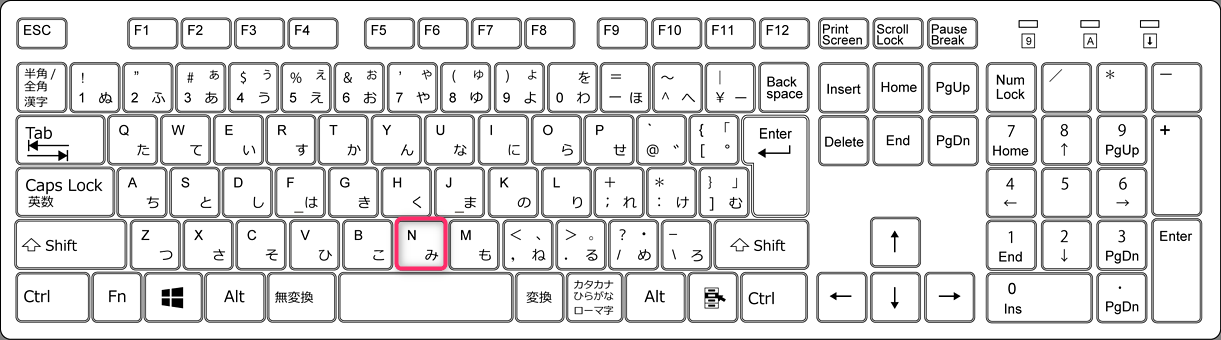 ESC F1 F2 F3 F4 F5 F6 F7 F8 F9 F10 F11 F12 Print Screen Scroll Lock Pause Break 9 A ⬇
半角/全角 漢字 ! 1 ぬ ” 2 ふ # ぁ 3 あ $ ぅ 4 う % ぇ 5 え & ぉ 6 お ’ ゃ 7 や ( ゅ 8 ゆ ) ょ 9 よ を 0 わ = ー ほ ～ ^ へ | ¥ ー Back space Insert Home PgUp Num Lock ／ * －
Tab Q た W て E い R す T か Y ん U な I に O ら P せ ` @ ゛ { 「 [ ゜ Enter Delete End PgDn 7 Home 8 ↑ 9 PgUp +
Caps Lock 英数 A ち S と D し F _は G き H く J _ま K の L り + ; れ * : け } 」 ] む 4 ← 5 6 →
⇧ Shift Z つ X さ C そ V ひ B こ N み M も < 、 , ね > 。 . る ? ・ / め _ \ ろ ⇧ Shift ↑ 1 End 2 ↓ 3 PgDn Enter
Ctrl Fn Alt 無変換 変換 カタカナ ひらがな ローマ字 Alt Ctrl ← ↓ → 0 Ins . PgDn